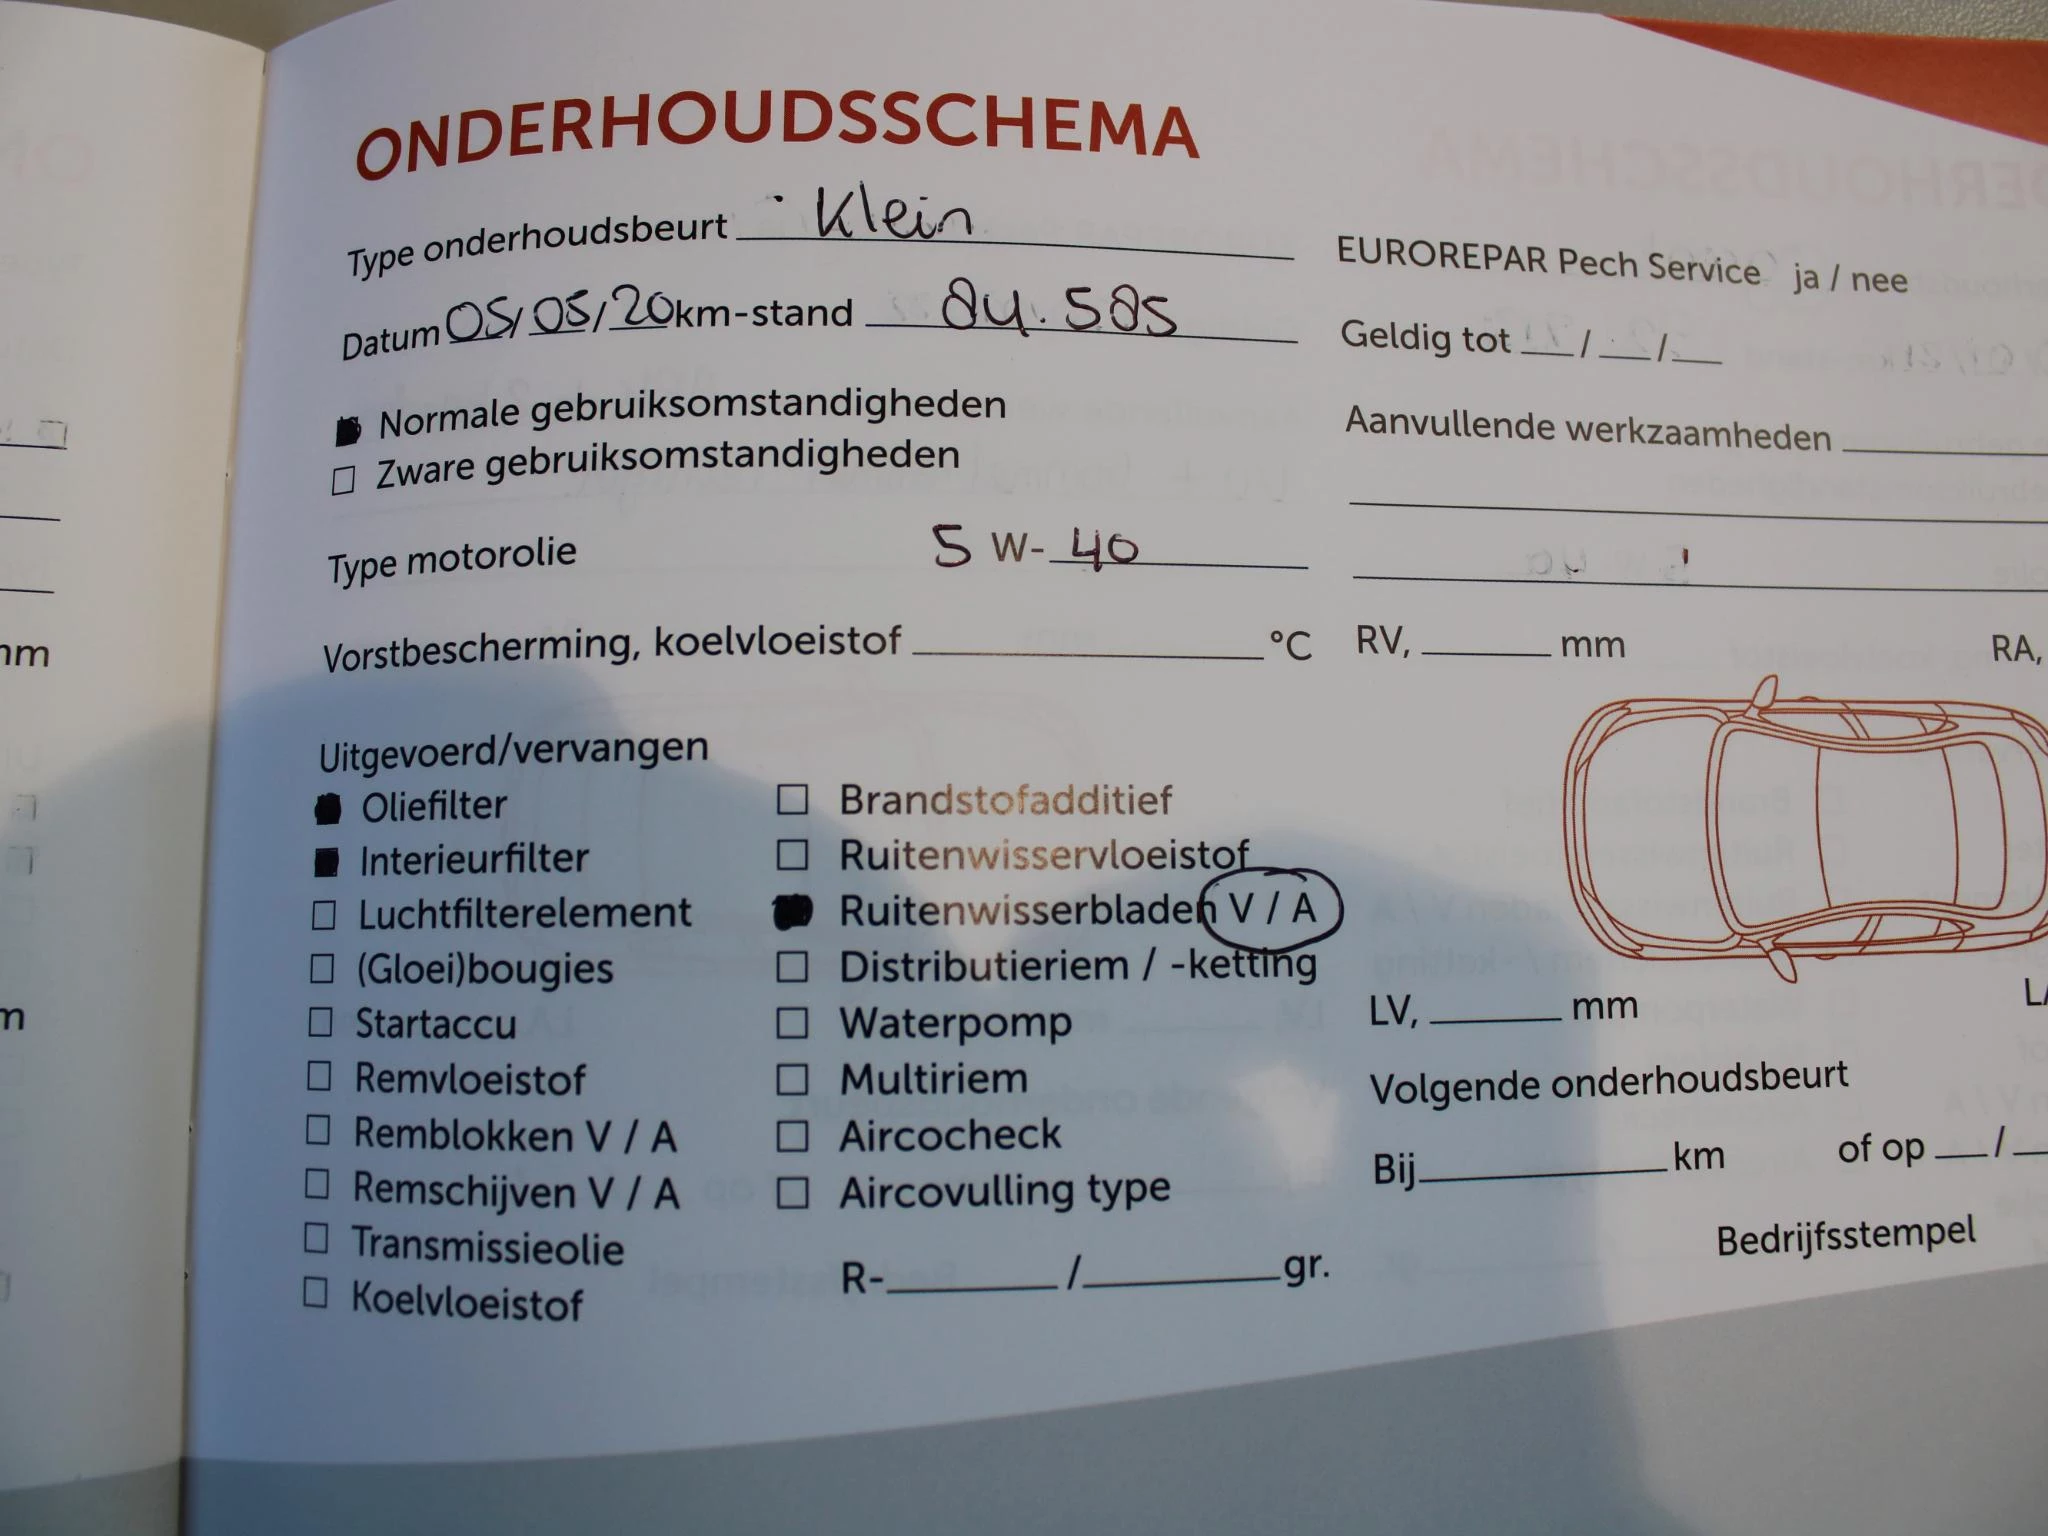 ONDERHOUDSSCHEMA
Type onderhoudsbeurt Klein
Datum 05/05/20 km-stand 84.585
Normale gebruiksomstandigheden
Zware gebruiksomstandigheden
Type motorolie 5 W- 40
Vorstbescherming, koelvloeistof °C
Uitgevoerd/vervangen
Oliefilter
Interieurfilter
Luchtfilterelement
(Gloei)bougies
Startaccu
Remvloeistof
Remblokken V / A
Remschijven V / A
Transmissieolie
Koelvloeistof
Brandstofadditief
Ruitenwisservloeistof
Ruitenwisserbladen V / A
Distributieriem / -ketting
Waterpomp
Multiriem
Aircocheck
Aircovulling type
R- / gr.
EUROREPAR Pech Service ja / nee
Geldig tot / /
Aanvullende werkzaamheden
RV, mm RA,
LV, mm
Volgende onderhoudsbeurt
Bij km of op /
Bedrijfsstempel